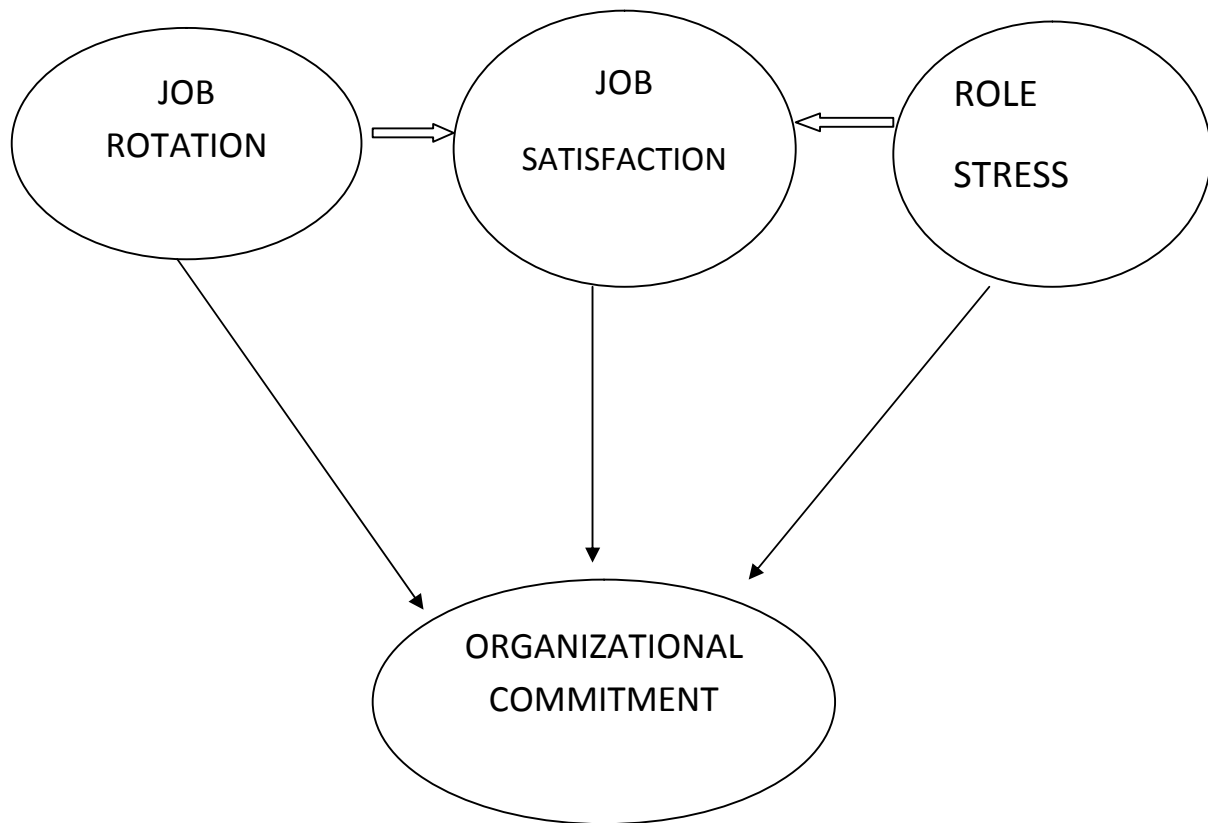 JOB
ROTATION
JOB
SATISFACTION
ROLE
STRESS
ORGANIZATIONAL
COMMITMENT